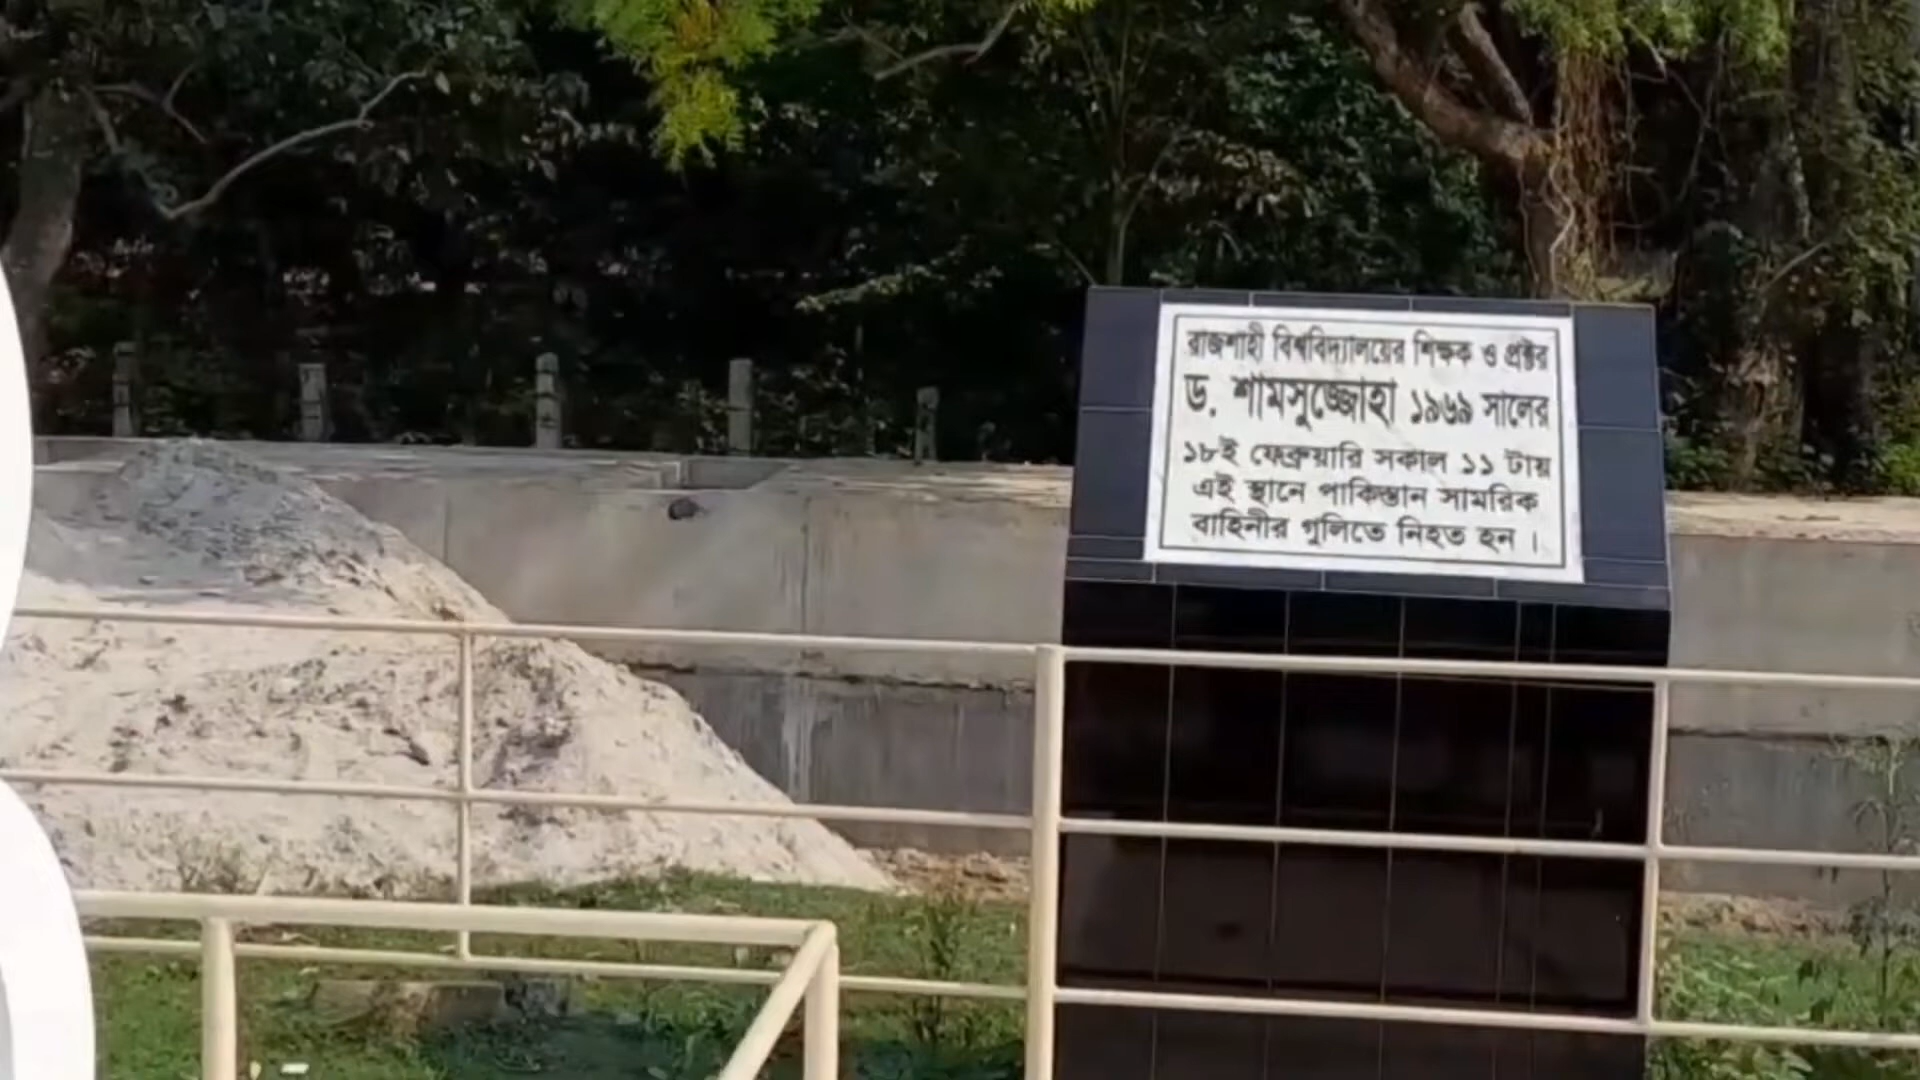 রাজশাহী বিশ্ববিদ্যালয়ের শিক্ষক ও প্রক্টর
ড. শামসুজ্জোহা ১৯৬৯ সালের
১৮ই ফেব্রুয়ারি সকাল ১১ টায়
এই স্থানে পাকিস্তান সামরিক
বাহিনীর গুলিতে নিহত হন।